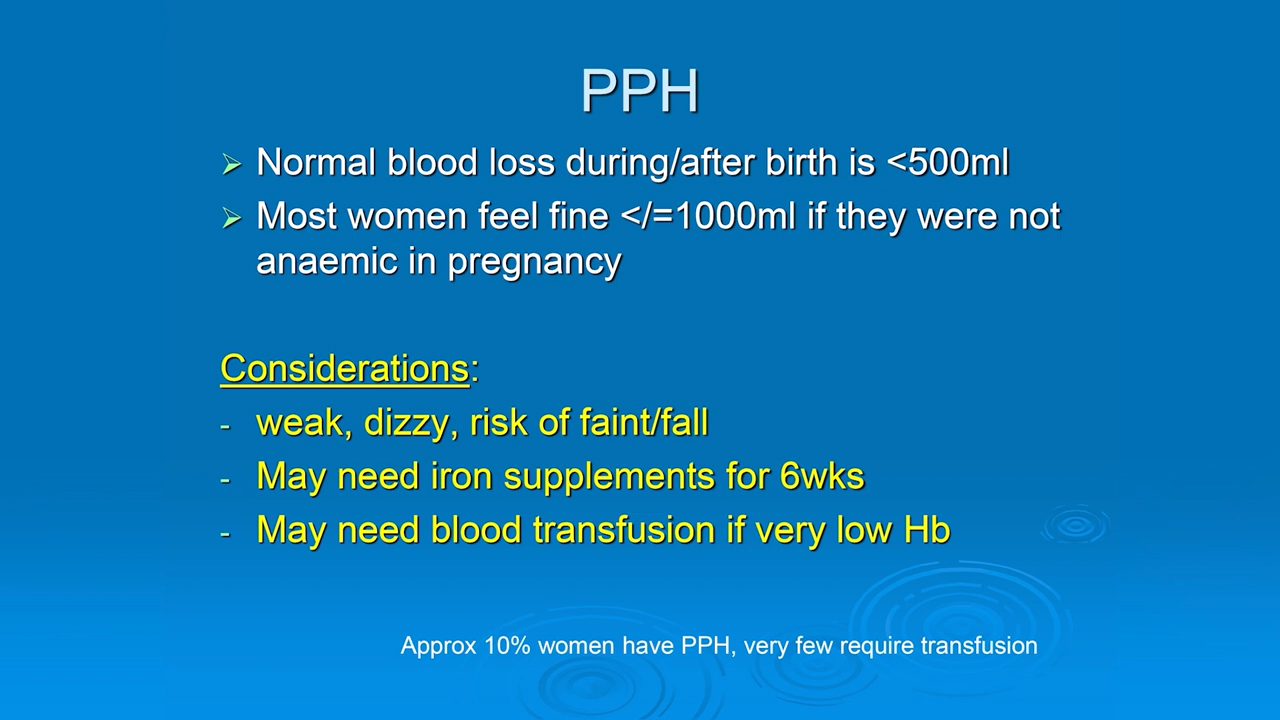 PPH
➢ Normal blood loss during/after birth is <500ml
➢ Most women feel fine </=1000ml if they were not
anaemic in pregnancy
Considerations:
- weak, dizzy, risk of faint/fall
- May need iron supplements for 6wks
- May need blood transfusion if very low Hb
Approx 10% women have PPH, very few require transfusion